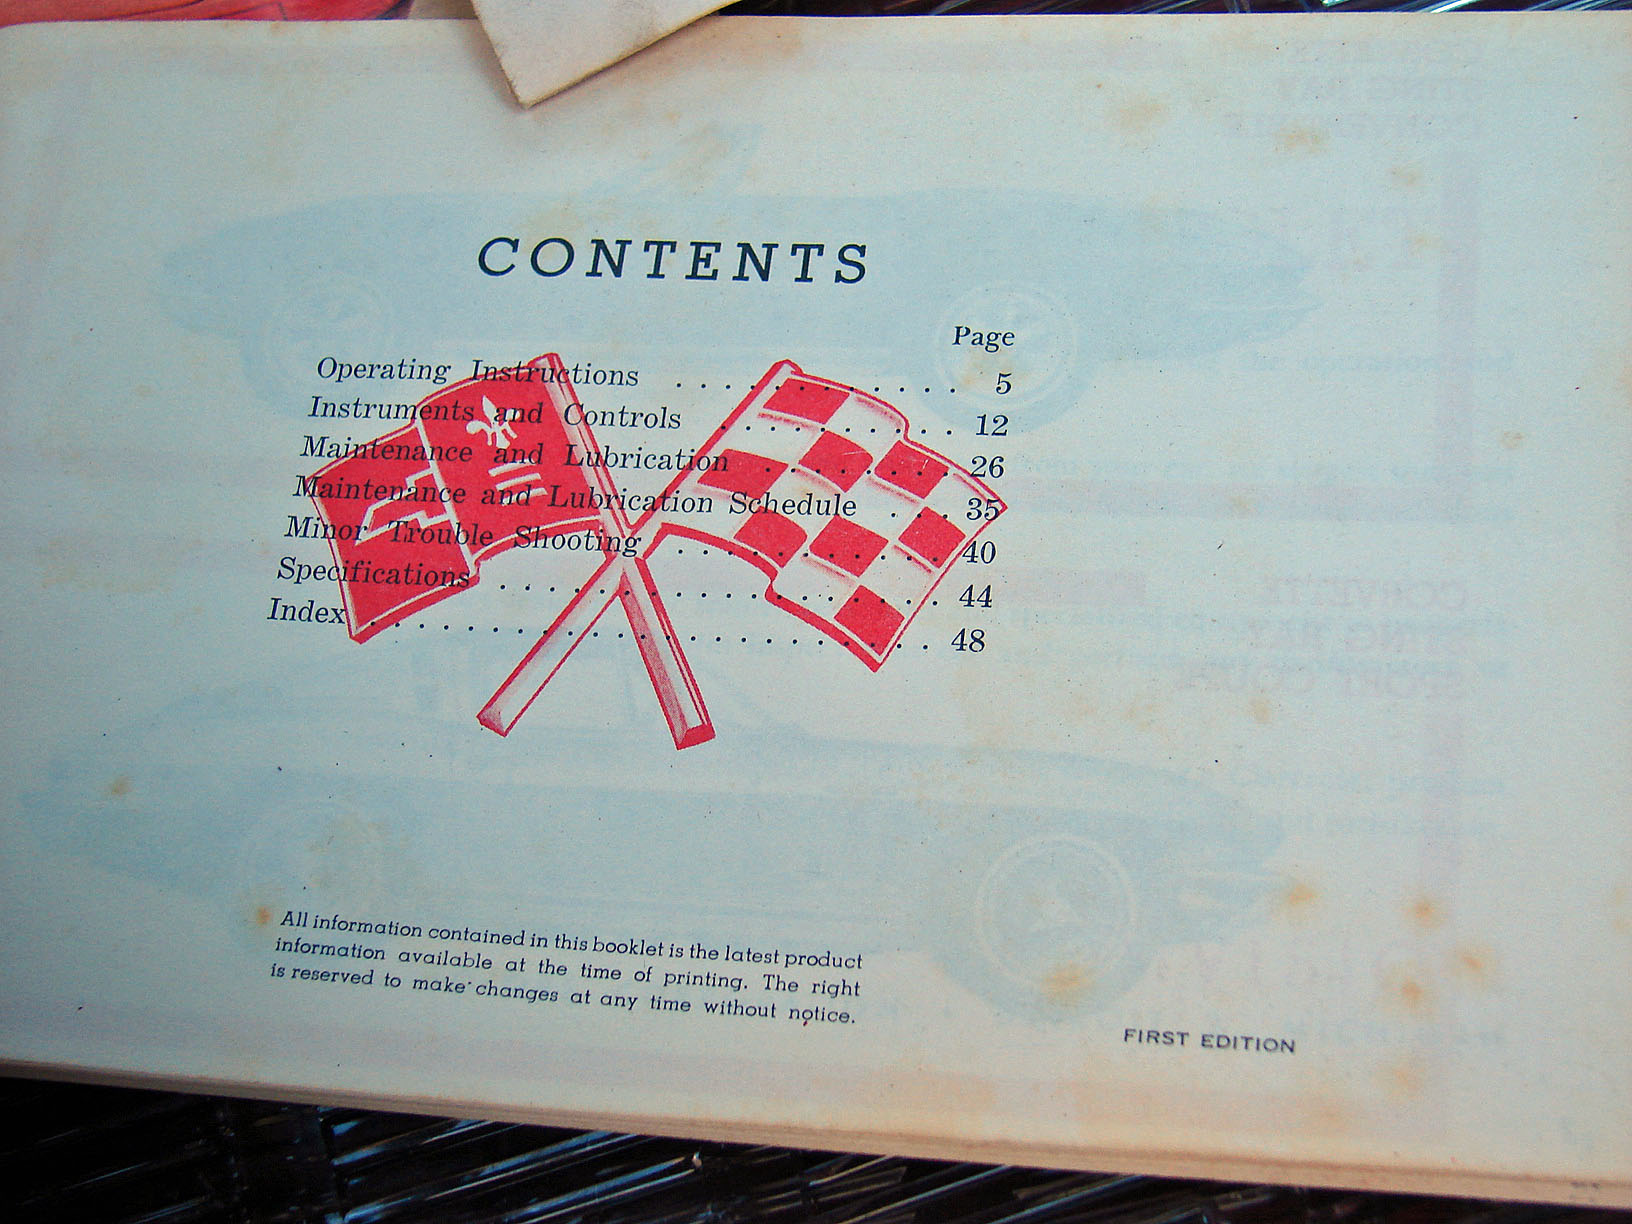 CONTENTS
Page
Operating Instructions . . . . . . . . . . . . 5
Instruments and Controls . . . . . . . . . . 12
Maintenance and Lubrication . . . . . . . . 26
Maintenance and Lubrication Schedule . . . 35
Minor Trouble Shooting . . . . . . . . . . . . 40
Specifications . . . . . . . . . . . . . . . . . . 44
Index . . . . . . . . . . . . . . . . . . . . . . . 48
All information contained in this booklet is the latest product
information available at the time of printing. The right
is reserved to make changes at any time without notice.
FIRST EDITION